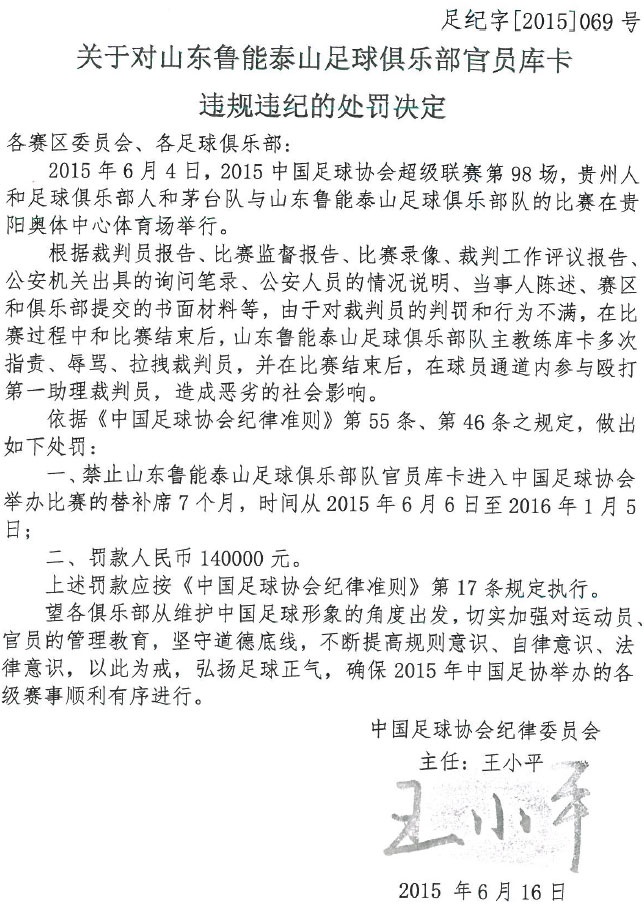 足纪字[2015]069 号
关于对山东鲁能泰山足球俱乐部官员库卡
违规违纪的处罚决定
各赛区委员会、各足球俱乐部：
2015 年 6 月 4 日，2015 中国足球协会超级联赛第 98 场，贵州人
和足球俱乐部人和茅台队与山东鲁能泰山足球俱乐部队的比赛在贵
阳奥体中心体育场举行。
根据裁判员报告、比赛监督报告、比赛录像、裁判工作评议报告、
公安机关出具的询问笔录、公安人员的情况说明、当事人陈述、赛区
和俱乐部提交的书面材料等，由于对裁判员的判罚和行为不满，在比
赛过程中和比赛结束后，山东鲁能泰山足球俱乐部队主教练库卡多次
指责、辱骂、拉拽裁判员，并在比赛结束后，在球员通道内参与殴打
第一助理裁判员，造成恶劣的社会影响。
依据《中国足球协会纪律准则》第 55 条、第 46 条之规定，做出
如下处罚：
一、禁止山东鲁能泰山足球俱乐部队官员库卡进入中国足球协会
举办比赛的替补席 7 个月，时间从 2015 年 6 月 6 日至 2016 年 1 月 5
日；
二、罚款人民币 140000 元。
上述罚款应按《中国足球协会纪律准则》第 17 条规定执行。
望各俱乐部从维护中国足球形象的角度出发，切实加强对运动员、
官员的管理教育，坚守道德底线，不断提高规则意识、自律意识、法
律意识，以此为戒，弘扬足球正气，确保 2015 年中国足协举办的各
级赛事顺利有序进行。
中国足球协会纪律委员会
主任：王小平
王小平
2015 年 6 月 16 日